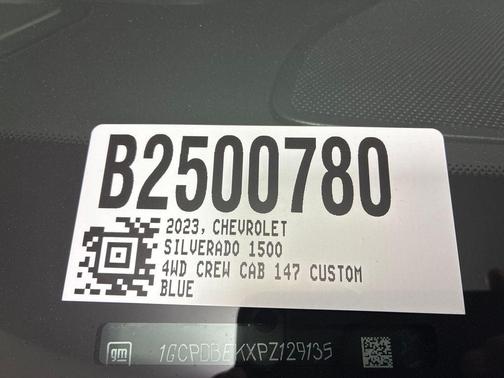 B2500780
2023, CHEVROLET
SILVERADO 1500
4WD CREW CAB 147 CUSTOM
BLUE
gm 1GCPDBEKXPZ129135